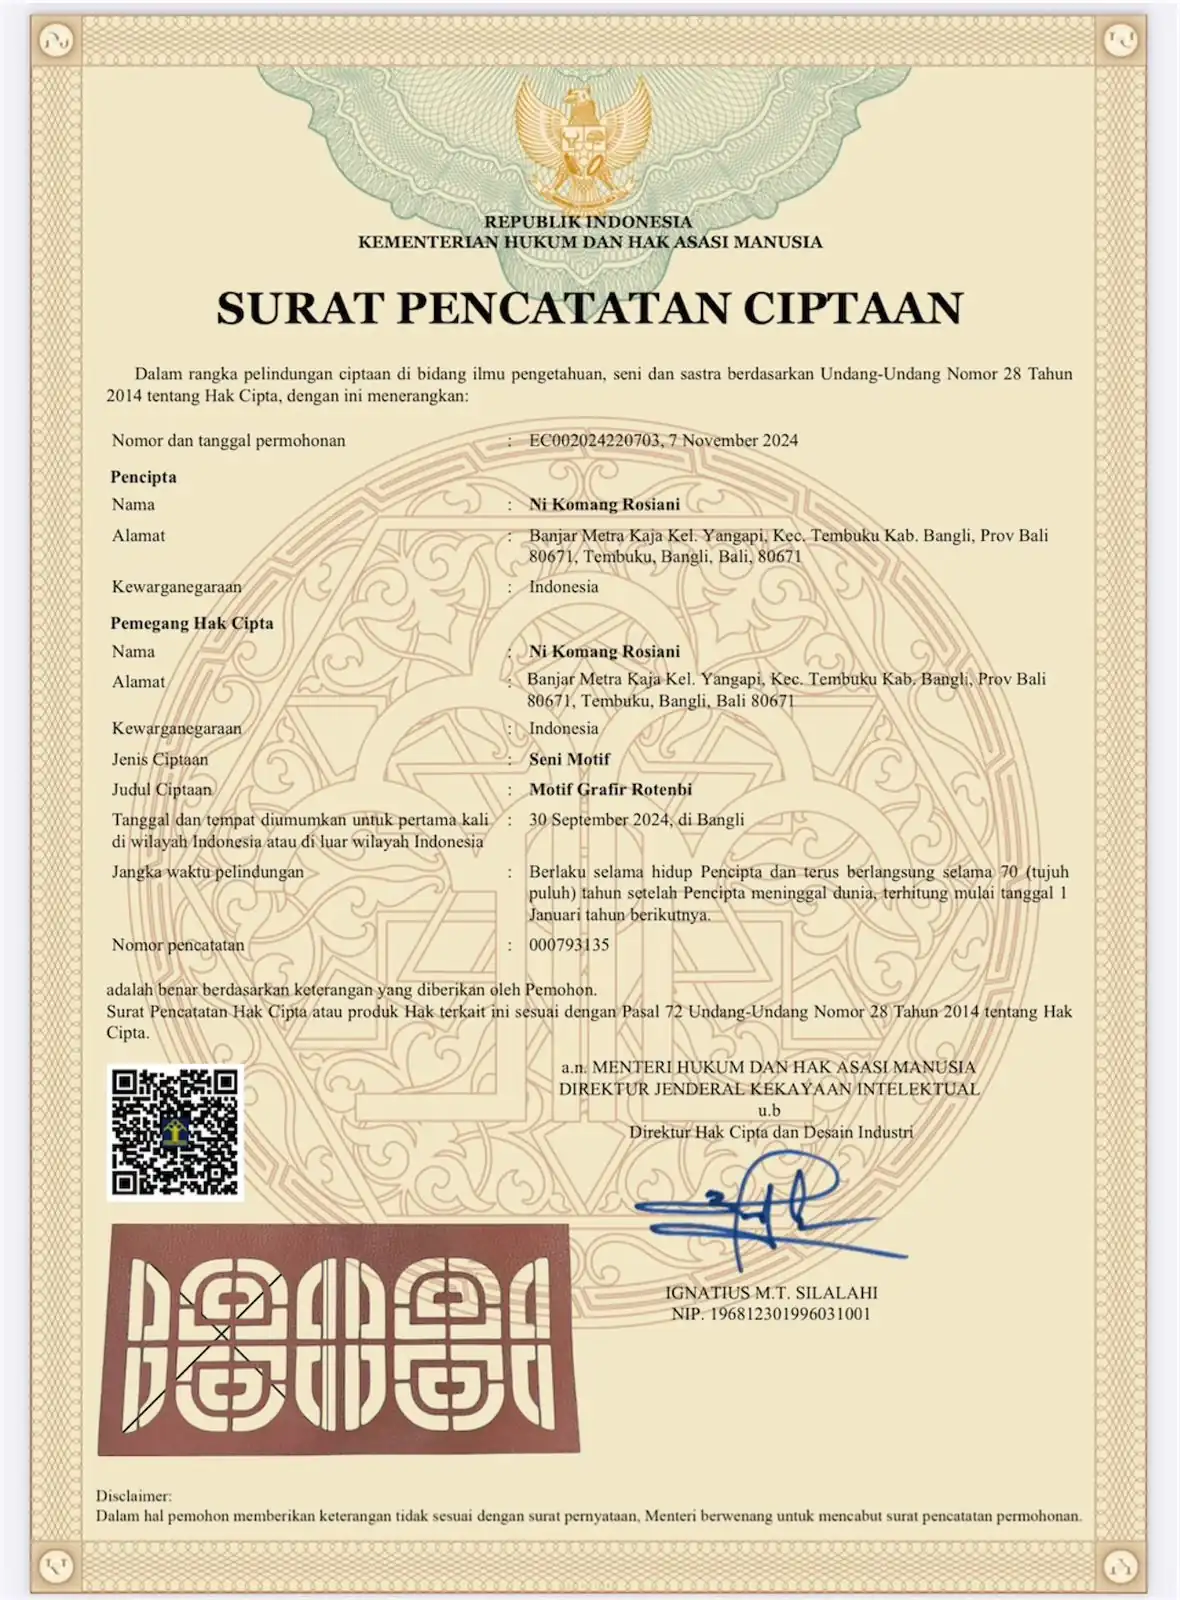 REPUBLIK INDONESIA
KEMENTERIAN HUKUM DAN HAK ASASI MANUSIA
SURAT PENCATATAN CIPTAAN
Dalam rangka pelindungan ciptaan di bidang ilmu pengetahuan, seni dan sastra berdasarkan Undang-Undang Nomor 28 Tahun
2014 tentang Hak Cipta, dengan ini menerangkan:
Nomor dan tanggal permohonan : EC002024220703, 7 November 2024
Pencipta
Nama : Ni Komang Rosiani
Alamat : Banjar Metra Kaja Kel. Yangapi, Kec. Tembuku Kab. Bangli, Prov Bali
80671, Tembuku, Bangli, Bali, 80671
Kewarganegaraan : Indonesia
Pemegang Hak Cipta
Nama : Ni Komang Rosiani
Alamat : Banjar Metra Kaja Kel. Yangapi, Kec. Tembuku Kab. Bangli, Prov Bali
80671, Tembuku, Bangli, Bali 80671
Kewarganegaraan : Indonesia
Jenis Ciptaan : Seni Motif
Judul Ciptaan : Motif Grafir Rotenbi
Tanggal dan tempat diumumkan untuk pertama kali : 30 September 2024, di Bangli
di wilayah Indonesia atau di luar wilayah Indonesia
Jangka waktu pelindungan : Berlaku selama hidup Pencipta dan terus berlangsung selama 70 (tujuh
puluh) tahun setelah Pencipta meninggal dunia, terhitung mulai tanggal 1
Januari tahun berikutnya.
Nomor pencatatan : 000793135
adalah benar berdasarkan keterangan yang diberikan oleh Pemohon.
Surat Pencatatan Hak Cipta atau produk Hak terkait ini sesuai dengan Pasal 72 Undang-Undang Nomor 28 Tahun 2014 tentang Hak
Cipta.
a.n. MENTERI HUKUM DAN HAK ASASI MANUSIA
DIREKTUR JENDERAL KEKAYAAN INTELEKTUAL
u.b
Direktur Hak Cipta dan Desain Industri
IGNATIUS M.T. SILALAHI
NIP. 196812301996031001
Disclaimer:
Dalam hal pemohon memberikan keterangan tidak sesuai dengan surat pernyataan, Menteri berwenang untuk mencabut surat pencatatan permohonan.